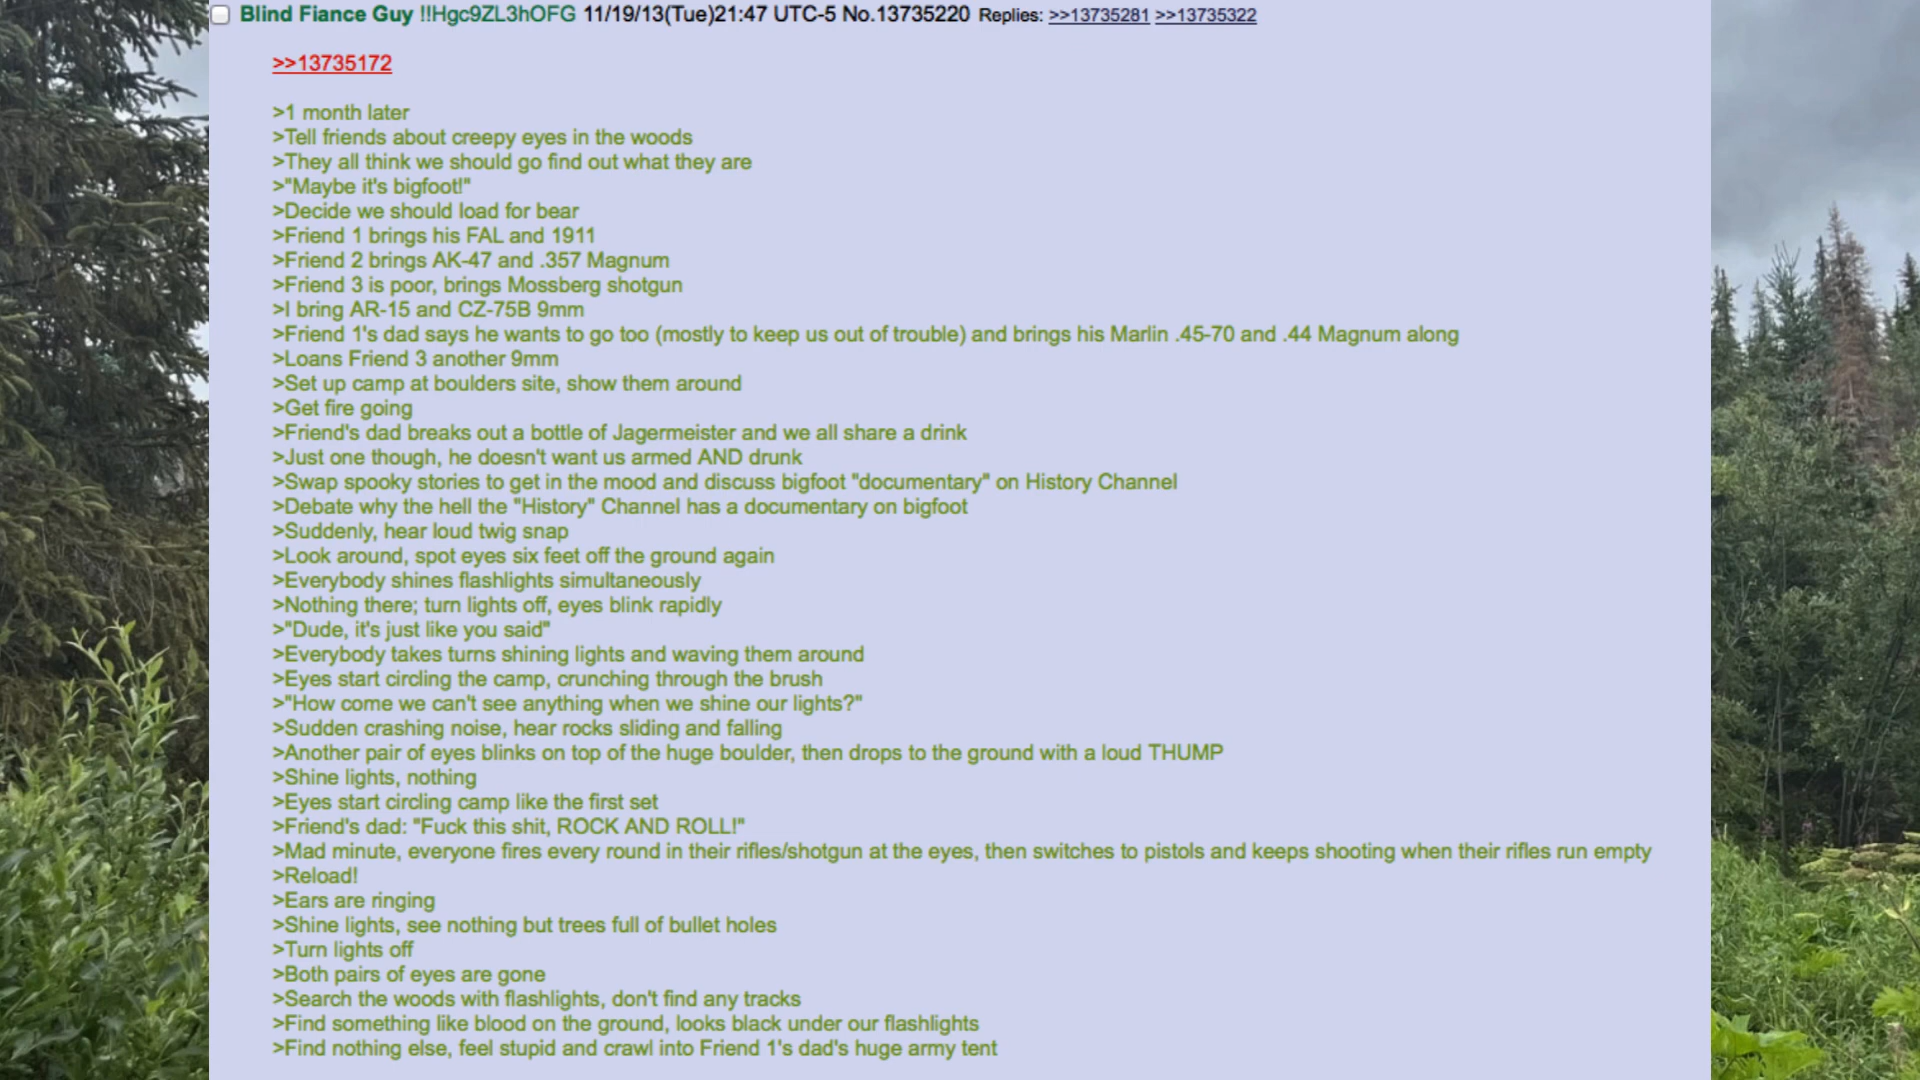 Blind Fiance Guy !!Hgc9ZL3hOFG 11/19/13(Tue)21:47 UTC-5 No.13735220 Replies: >>13735281 >>13735322
>>13735172
>1 month later
>Tell friends about creepy eyes in the woods
>They all think we should go find out what they are
>"Maybe it's bigfoot!"
>Decide we should load for bear
>Friend 1 brings his FAL and 1911
>Friend 2 brings AK-47 and .357 Magnum
>Friend 3 is poor, brings Mossberg shotgun
>I bring AR-15 and CZ-75B 9mm
>Friend 1's dad says he wants to go too (mostly to keep us out of trouble) and brings his Marlin .45-70 and .44 Magnum along
>Loans Friend 3 another 9mm
>Set up camp at boulders site, show them around
>Get fire going
>Friend's dad breaks out a bottle of Jagermeister and we all share a drink
>Just one though, he doesn't want us armed AND drunk
>Swap spooky stories to get in the mood and discuss bigfoot "documentary" on History Channel
>Debate why the hell the "History" Channel has a documentary on bigfoot
>Suddenly, hear loud twig snap
>Look around, spot eyes six feet off the ground again
>Everybody shines flashlights simultaneously
>Nothing there; turn lights off, eyes blink rapidly
>"Dude, it's just like you said"
>Everybody takes turns shining lights and waving them around
>Eyes start circling the camp, crunching through the brush
>"How come we can't see anything when we shine our lights?"
>Sudden crashing noise, hear rocks sliding and falling
>Another pair of eyes blinks on top of the huge boulder, then drops to the ground with a loud THUMP
>Shine lights, nothing
>Eyes start circling camp like the first set
>Friend's dad: "Fuck this shit, ROCK AND ROLL!"
>Mad minute, everyone fires every round in their rifles/shotgun at the eyes, then switches to pistols and keeps shooting when their rifles run empty
>Reload!
>Ears are ringing
>Shine lights, see nothing but trees full of bullet holes
>Turn lights off
>Both pairs of eyes are gone
>Search the woods with flashlights, don't find any tracks
>Find something like blood on the ground, looks black under our flashlights
>Find nothing else, feel stupid and crawl into Friend 1's dad's huge army tent